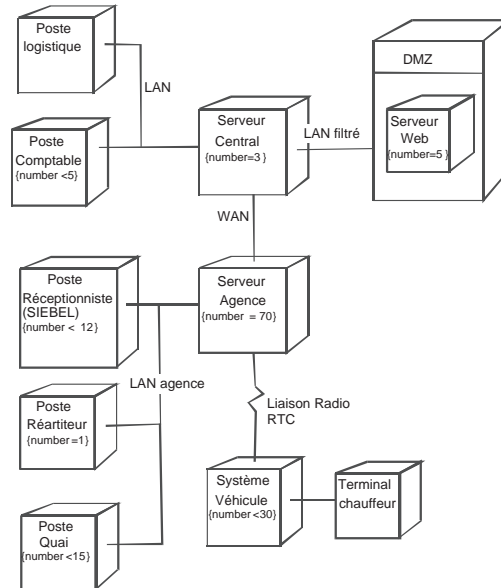 Poste
logistique
LAN
Poste
Comptable
{number <5}
Serveur
Central
{number=3 }
LAN filtré
DMZ
Serveur
Web
{number=5 }
WAN
Poste
Réceptionniste
(SIEBEL)
{number < 12}
Serveur
Agence
{number = 70}
LAN agence
Poste
Réartiteur
{number =1}
Liaison Radio
RTC
Poste
Quai
{number <15}
Système
Véhicule
{number <30}
Terminal
chauffeur